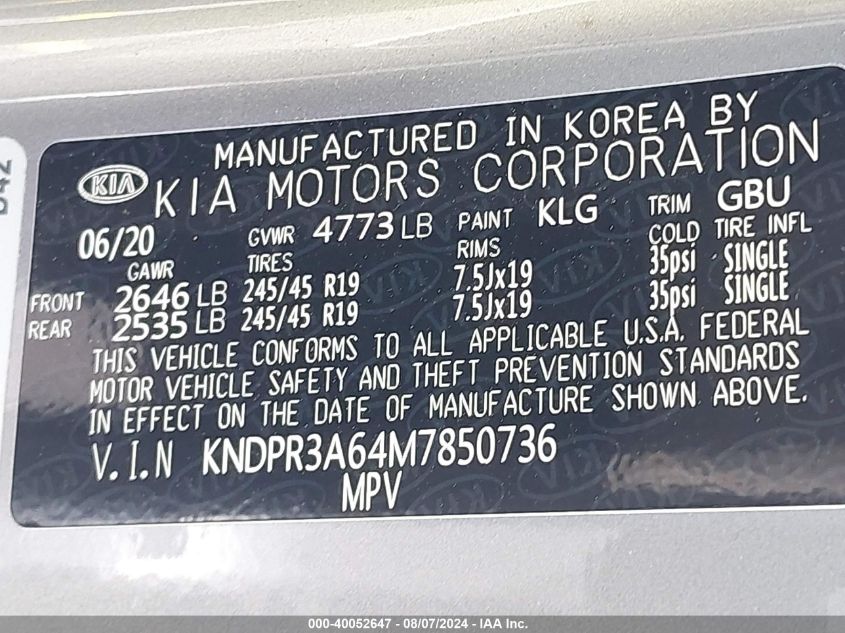 MANUFACTURED IN KOREA BY
KIA KIA MOTORS CORPORATION
06/20 GVWR 4773 LB PAINT KLG TRIM GBU
GAWR TIRES RIMS COLD TIRE INFL
FRONT 2646 LB 245/45 R19 7.5Jx19 35psi SINGLE
REAR 2535 LB 245/45 R19 7.5Jx19 35psi SINGLE
THIS VEHICLE CONFORMS TO ALL APPLICABLE U.S.A. FEDERAL
MOTOR VEHICLE SAFETY AND THEFT PREVENTION STANDARDS
IN EFFECT ON THE DATE OF MANUFACTURE SHOWN ABOVE.
V.I.N KNDPR3A64M7850736
MPV
000-40052647 - 08/07/2024 - IAA Inc.